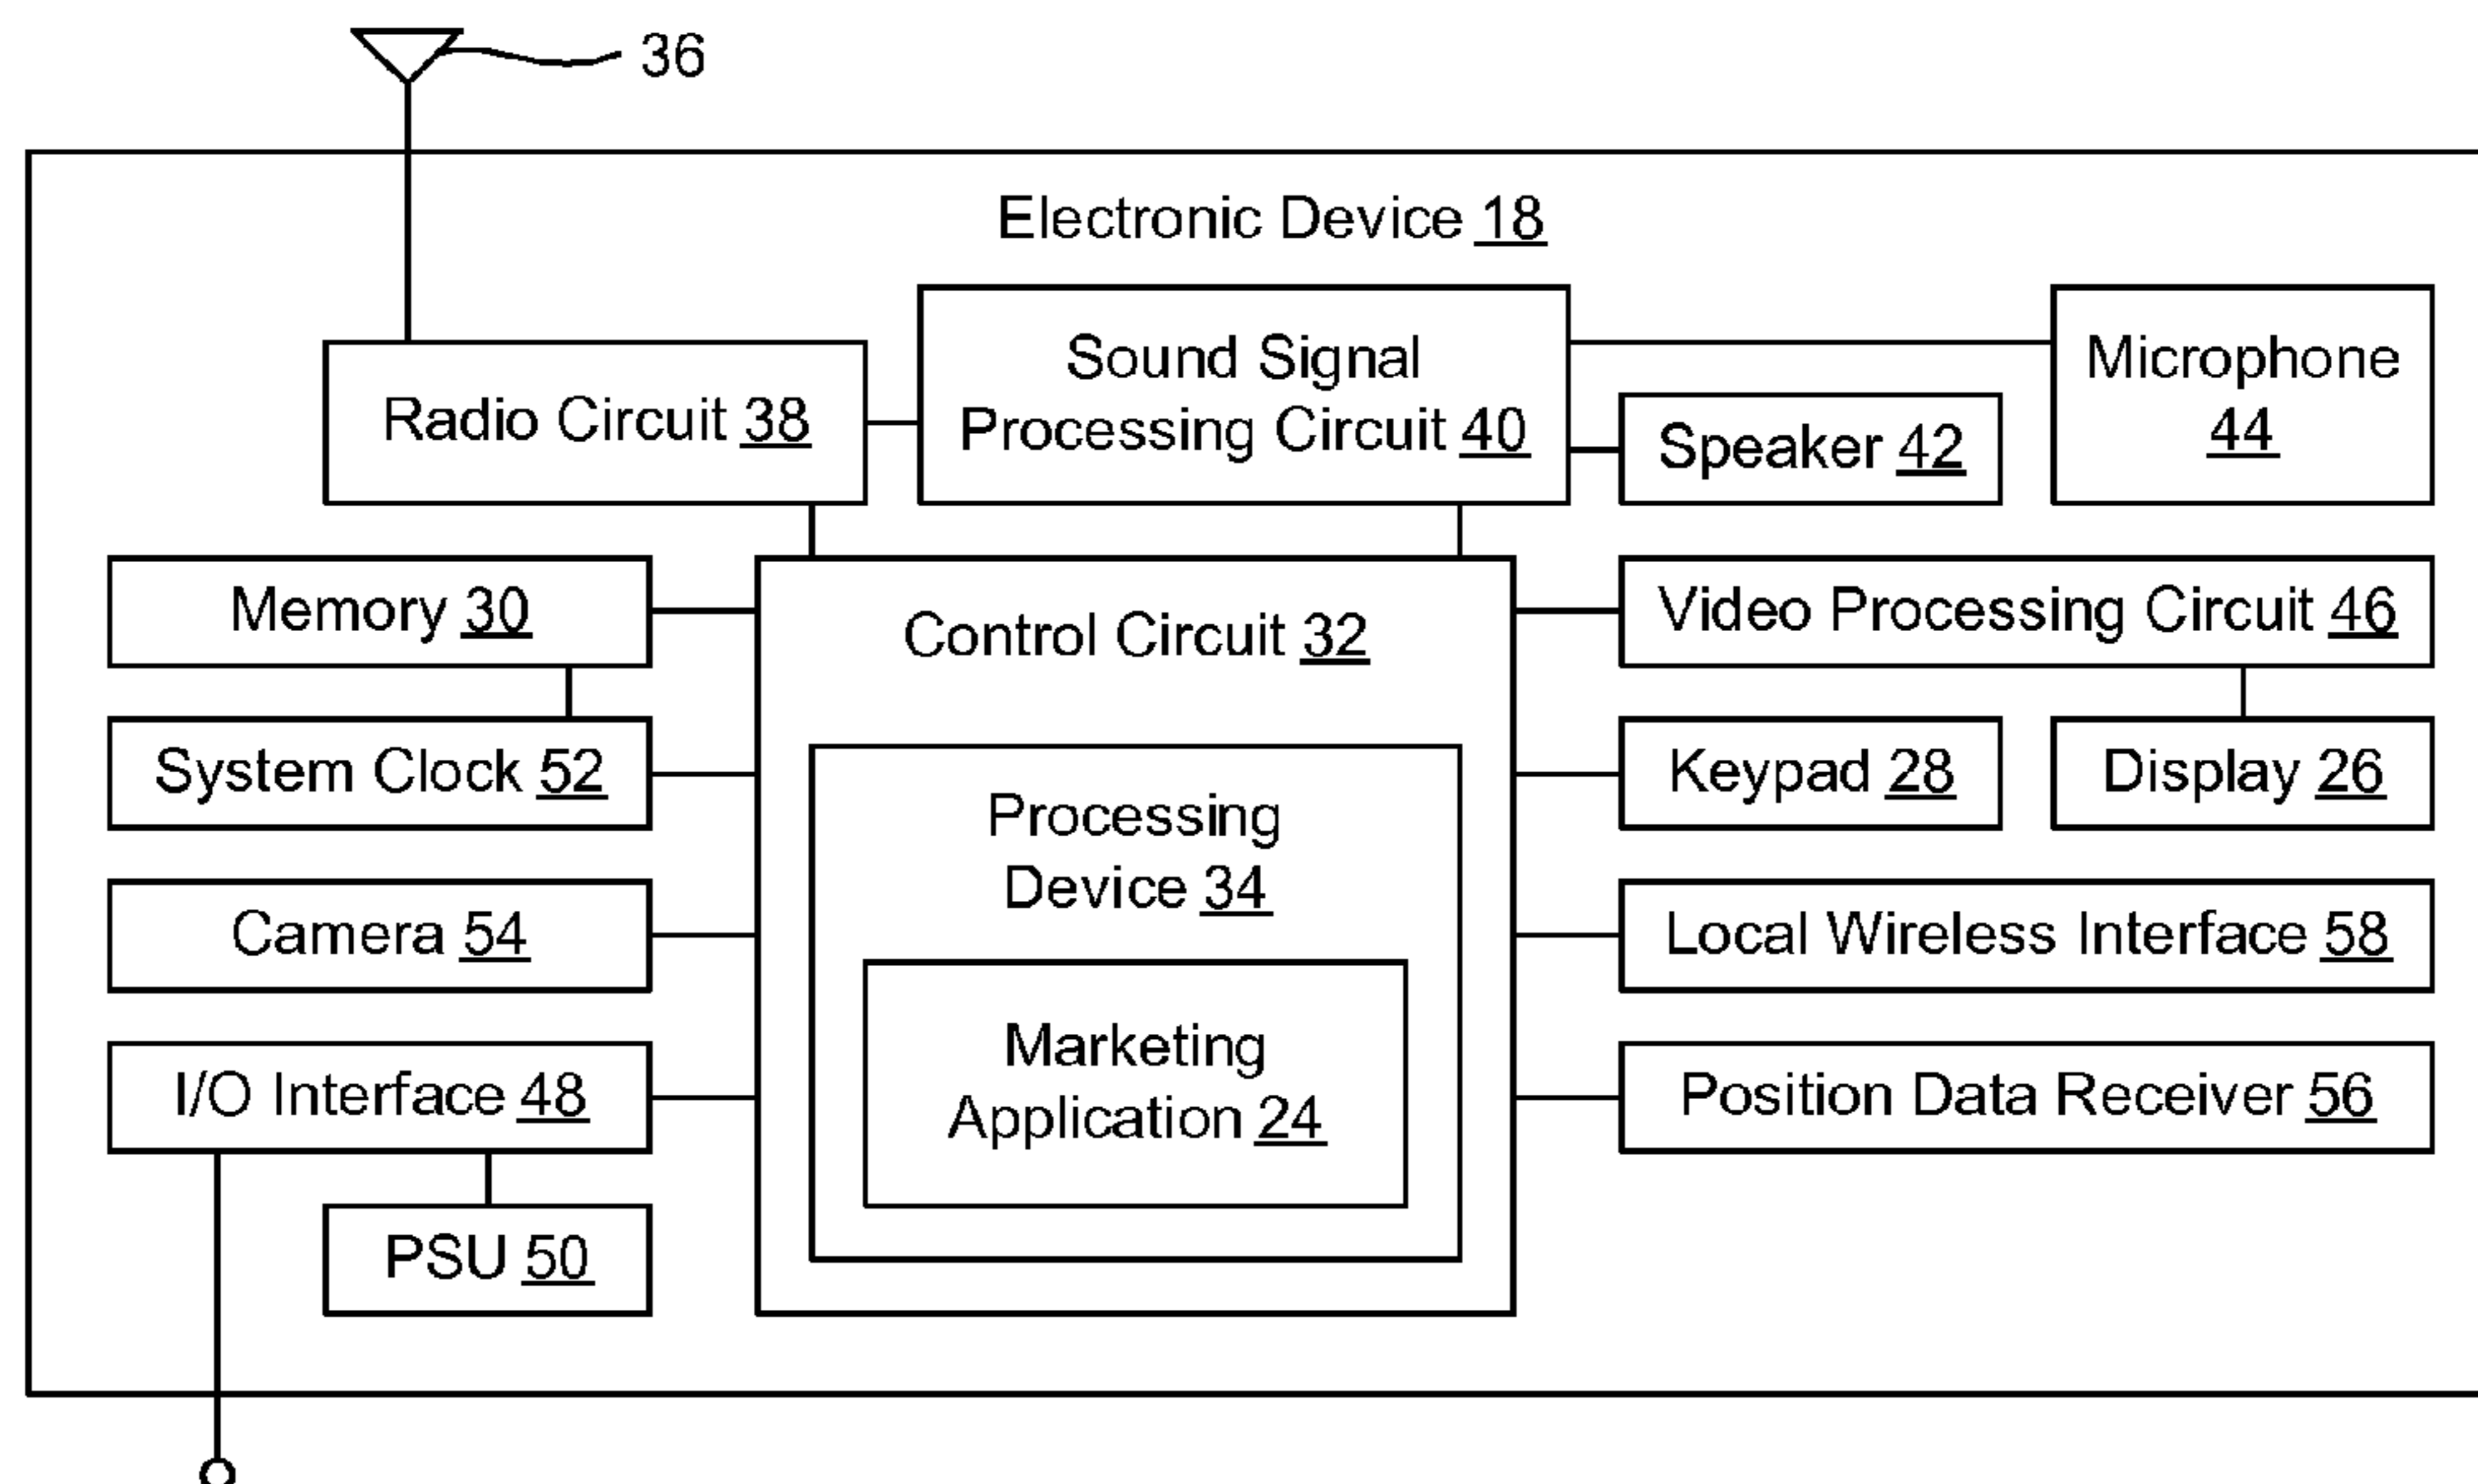 36
Electronic Device 18
Sound Signal
Processing Circuit 40
Microphone
44
Radio Circuit 38
Speaker 42
Memory 30
Control Circuit 32
Video Processing Circuit 46
System Clock 52
Keypad 28
Display 26
Processing
Device 34
Camera 54
Local Wireless Interface 58
Marketing
Application 24
I/O Interface 48
Position Data Receiver 56
PSU 50